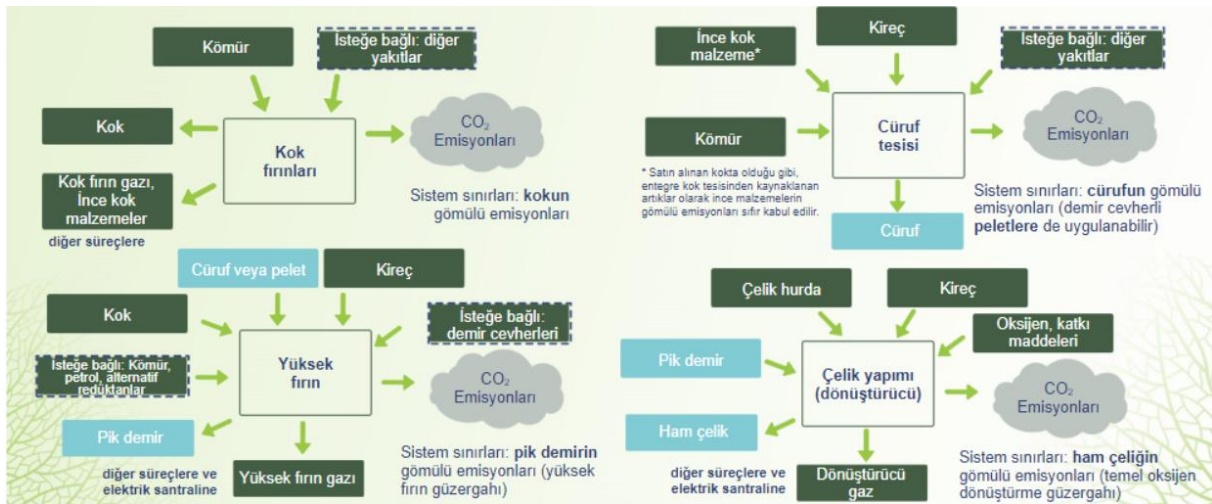 Kömür
İsteğe bağlı: diğer
yakıtlar
Kok
Kok
fırınları
CO₂
Emisyonları
Kok fırın gazı,
İnce kok
malzemeler
diğer süreçlere
Sistem sınırları: kokun
gömülü emisyonları
İnce kok
malzeme*
Kireç
İsteğe bağlı: diğer
yakıtlar
Kömür
Cüruf
tesisi
CO₂
Emisyonları
* Satın alınan kokta olduğu gibi,
entegre kok tesisinden kaynaklanan
artıklar olarak ince malzemelerin
gömülü emisyonları sıfır kabul edilir.
Sistem sınırları: cürufun gömülü
emisyonları (demir cevherli
peletlere de uygulanabilir)
Cüruf
Cüruf veya pelet
Kireç
Kok
İsteğe bağlı:
demir cevherleri
İsteğe bağlı: Kömür,
petrol, alternatif
redüktanlar
Yüksek
fırın
CO₂
Emisyonları
Pik demir
diğer süreçlere ve
elektrik santraline
Yüksek fırın gazı
Sistem sınırları: pik demirin
gömülü emisyonları (yüksek
fırın güzergahı)
Çelik hurda
Kireç
Oksijen, katkı
maddeleri
Pik demir
Çelik yapımı
(dönüştürücü)
CO₂
Emisyonları
Ham çelik
diğer süreçlere ve
elektrik santraline
Dönüştürücü
gaz
Sistem sınırları: ham çeliğin
gömülü emisyonları (temel oksijen
dönüştürme güzergahı)